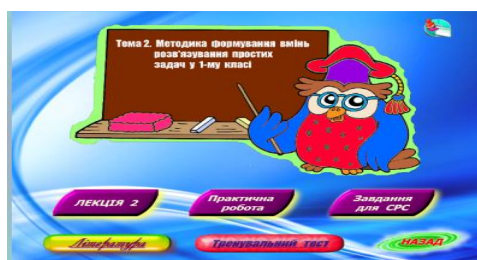 Тема 2. Методика формування вмінь
розв'язування простих
задач у 1-му класі
ЛЕКЦІЯ 2
Практична
робота
Завдання
для СРС
Література
Тренувальний тест
НАЗАД